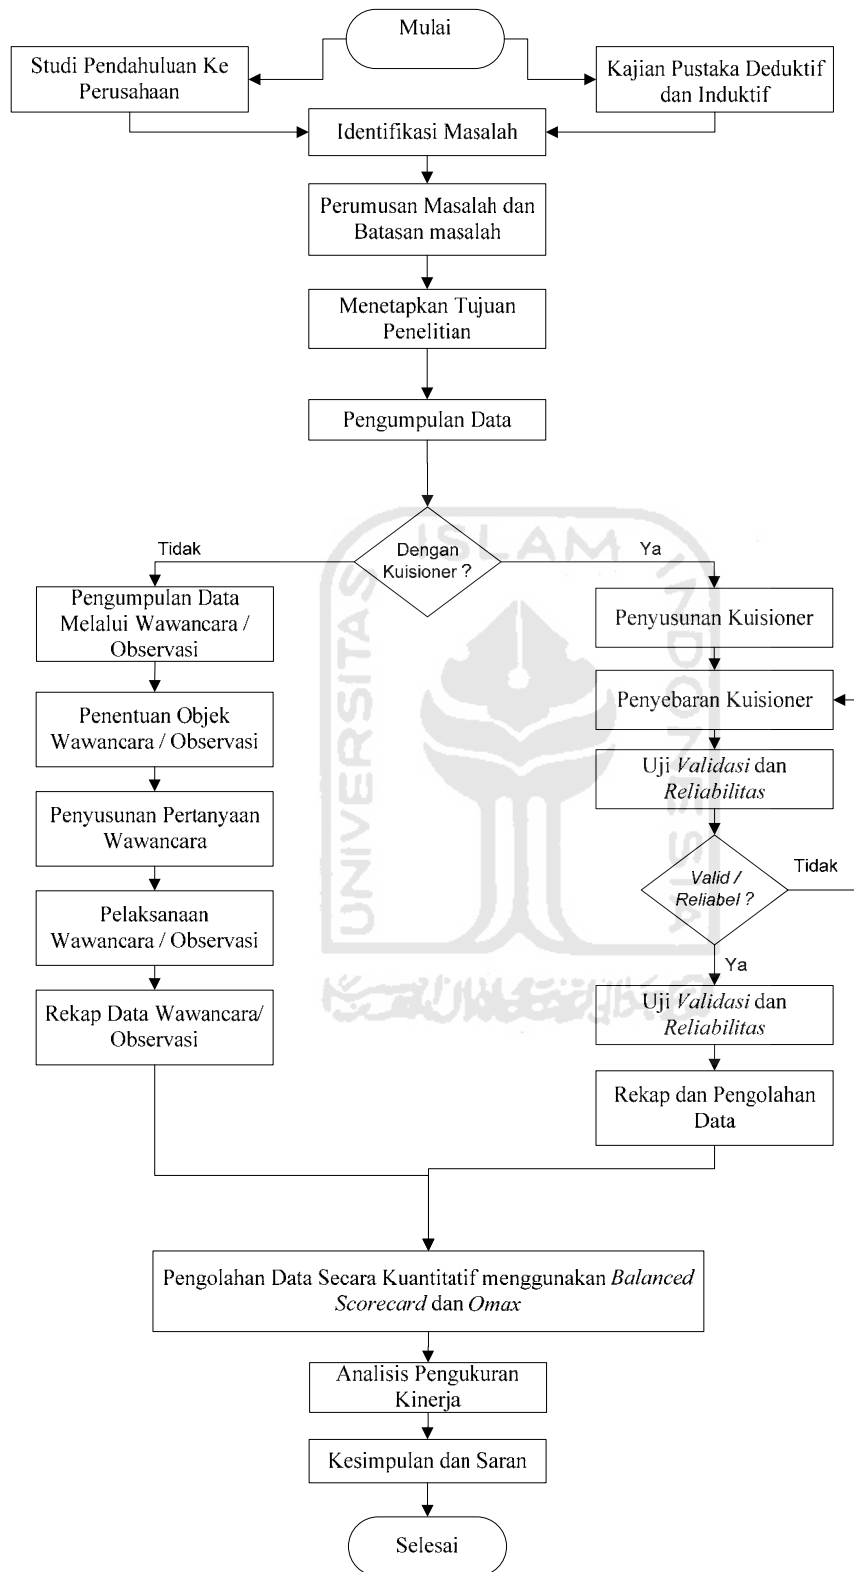 Mulai
Studi Pendahuluan Ke
Perusahaan
Kajian Pustaka Deduktif
dan Induktif
Identifikasi Masalah
Perumusan Masalah dan
Batasan masalah
Menetapkan Tujuan
Penelitian
Pengumpulan Data
Dengan
Kuisioner ?
Tidak
Ya
Pengumpulan Data
Melalui Wawancara /
Observasi
Penentuan Objek
Wawancara / Observasi
Penyusunan Pertanyaan
Wawancara
Pelaksanaan
Wawancara / Observasi
Rekap Data Wawancara/
Observasi
Penyusunan Kuisioner
Penyebaran Kuisioner
Uji Validasi dan
Reliabilitas
Valid /
Reliabel ?
Tidak
Ya
Uji Validasi dan
Reliabilitas
Rekap dan Pengolahan
Data
Pengolahan Data Secara Kuantitatif menggunakan Balanced
Scorecard dan Omax
Analisis Pengukuran
Kinerja
Kesimpulan dan Saran
Selesai
UNIVERSITAS
ISLAM
INDONESIA